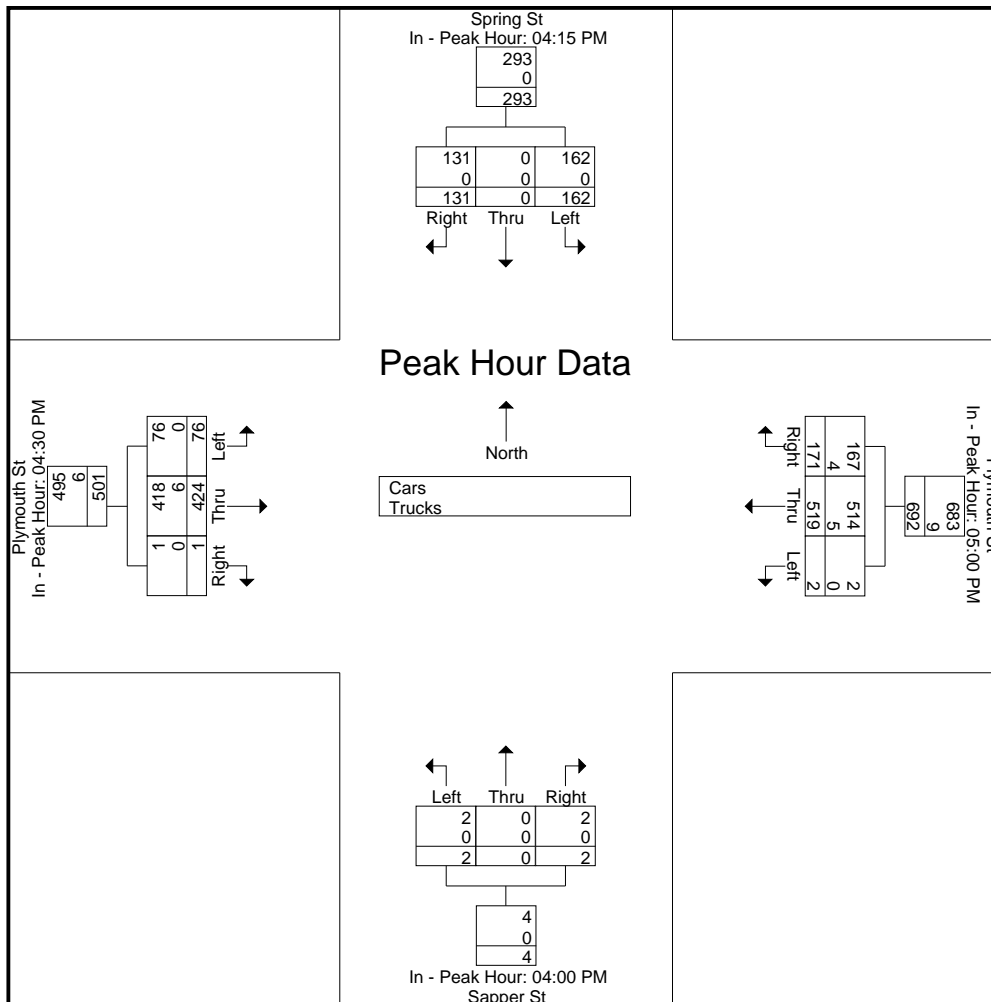 Spring St
In - Peak Hour: 04:15 PM
293
0
293
131 0 162
0 0 0
131 0 162
Right Thru Left
Peak Hour Data
North
Cars
Trucks
Plymouth St
In - Peak Hour: 04:30 PM
495
6
501
76 0 76
418 6 424
1 0 1
Left
Thru
Right
Plymouth St
In - Peak Hour: 05:00 PM
683
9
692
167 4 171
514 5 519
2 0 2
Right
Thru
Left
Left Thru Right
2 0 2
0 0 0
2 0 2
4
0
4
In - Peak Hour: 04:00 PM
Sapper St